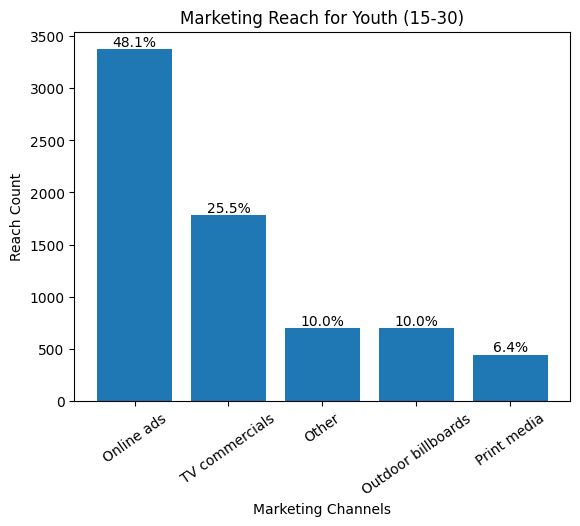 Marketing Reach for Youth (15-30)
3500
3000
2500
2000
1500
1000
500
0
Reach Count
48.1%
25.5%
10.0%
10.0%
6.4%
Online ads
TV commercials
Other
Outdoor billboards
Print media
Marketing Channels